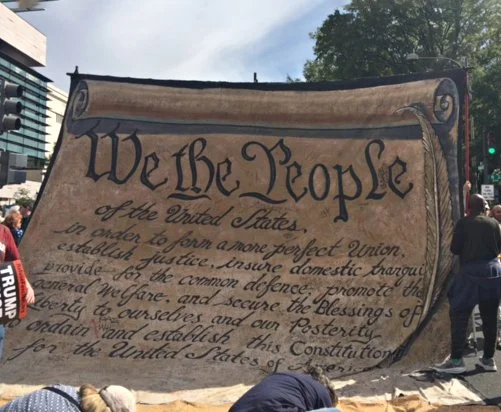 We the People
of the United States,
in order to form a more perfect Union,
establish justice, insure domestic tranqui
provide for the common defence, promote the
general Welfare, and secure the Blessings of
Liberty to ourselves and our Posterity
ordain and establish this Constitution
for the United States of America
TRUMP